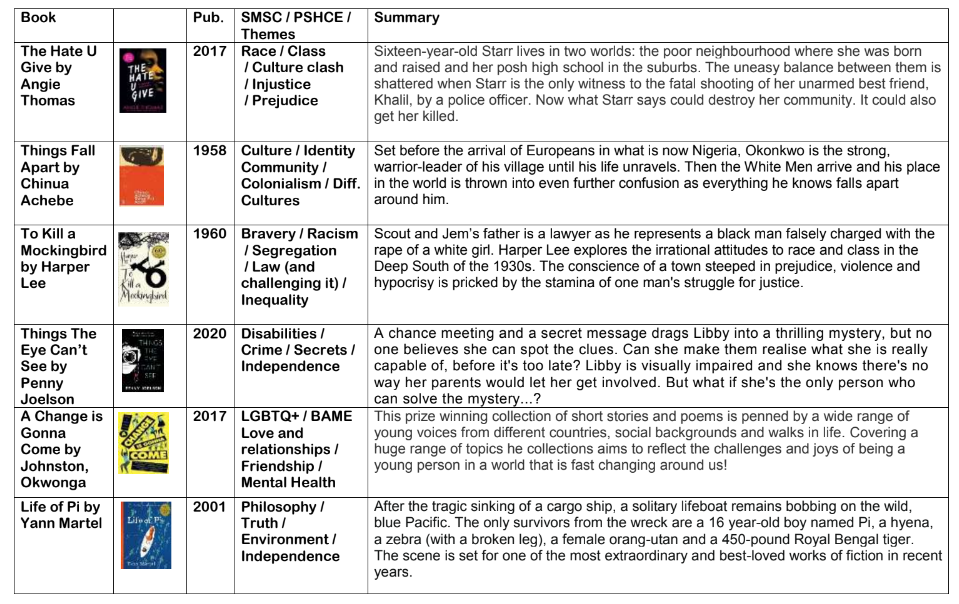 Book
Pub.
SMSC / PSHCE /
Themes
Summary
The Hate U
Give by
Angie
Thomas
THE
HATE
U
GIVE
2017
Race / Class
/ Culture clash
/ Injustice
/ Prejudice
Sixteen-year-old Starr lives in two worlds: the poor neighbourhood where she was born
and raised and her posh high school in the suburbs. The uneasy balance between them is
shattered when Starr is the only witness to the fatal shooting of her unarmed best friend,
Khalil, by a police officer. Now what Starr says could destroy her community. It could also
get her killed.
Things Fall
Apart by
Chinua
Achebe
1958
Culture / Identity
Community /
Colonialism / Diff.
Cultures
Set before the arrival of Europeans in what is now Nigeria, Okonkwo is the strong,
warrior-leader of his village until his life unravels. Then the White Men arrive and his place
in the world is thrown into even further confusion as everything he knows falls apart
around him.
To Kill a
Mockingbird
by Harper
Lee
To
Kill a
Mockingbird
1960
Bravery / Racism
/ Segregation
/ Law (and
challenging it) /
Inequality
Scout and Jem's father is a lawyer as he represents a black man falsely charged with the
rape of a white girl. Harper Lee explores the irrational attitudes to race and class in the
Deep South of the 1930s. The conscience of a town steeped in prejudice, violence and
hypocrisy is pricked by the stamina of one man's struggle for justice.
Things The
Eye Can't
See by
Penny
Joelson
THINGS
THE
EYE
CAN'T
SEE
PENNY JOELSON
2020
Disabilities /
Crime / Secrets /
Independence
A chance meeting and a secret message drags Libby into a thrilling mystery, but no
one believes she can spot the clues. Can she make them realise what she is really
capable of, before it's too late? Libby is visually impaired and she knows there's no
way her parents would let her get involved. But what if she's the only person who
can solve the mystery...?
A Change is
Gonna
Come by
Johnston,
Okwonga
CHANGE
IS GONNA
COME
2017
LGBTQ+ / BAME
Love and
relationships /
Friendship /
Mental Health
This prize winning collection of short stories and poems is penned by a wide range of
young voices from different countries, social backgrounds and walks in life. Covering a
huge range of topics he collections aims to reflect the challenges and joys of being a
young person in a world that is fast changing around us!
Life of Pi by
Yann Martel
Life of Pi
Yann Martel
2001
Philosophy /
Truth /
Environment /
Independence
After the tragic sinking of a cargo ship, a solitary lifeboat remains bobbing on the wild,
blue Pacific. The only survivors from the wreck are a 16 year-old boy named Pi, a hyena,
a zebra (with a broken leg), a female orang-utan and a 450-pound Royal Bengal tiger.
The scene is set for one of the most extraordinary and best-loved works of fiction in recent
years.